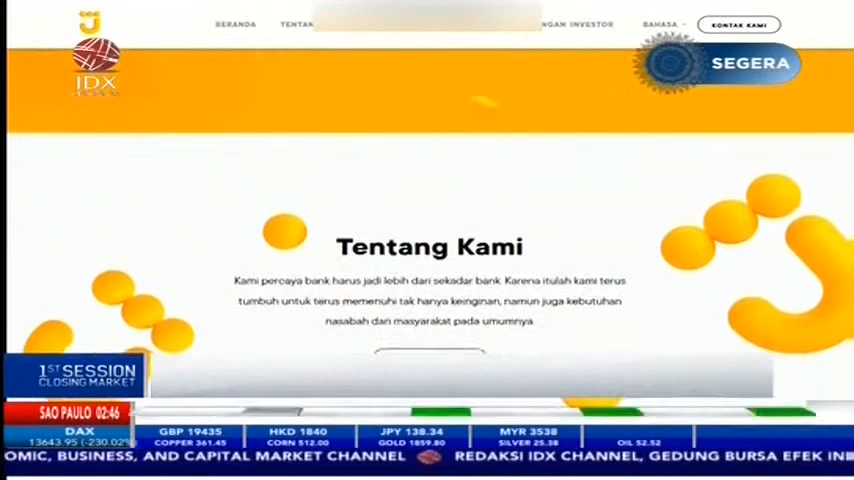 BERANDA TENTAN NGAN INVESTOR BAHASA KONTAK KAMI
IDX
SEGERA
Tentang Kami
Kami percaya bank harus jadi lebih dari sekadar bank. Karena itulah kami terus
tumbuh untuk terus memenuhi tak hanya keinginan, namun juga kebutuhan
nasabah dan masyarakat pada umumnya.
1ST SESSION
CLOSING MARKET
SAO PAULO 02:46
DAX GBP 19435 HKD 1840 JPY 138.34 MYR 3538
13643.95 (-230.02%) COPPER 361.45 CORN 512.00 GOLD 1859.80 SILVER 25.38 OIL 52.52
OMIC, BUSINESS, AND CAPITAL MARKET CHANNEL REDAKSI IDX CHANNEL, GEDUNG BURSA EFEK IN